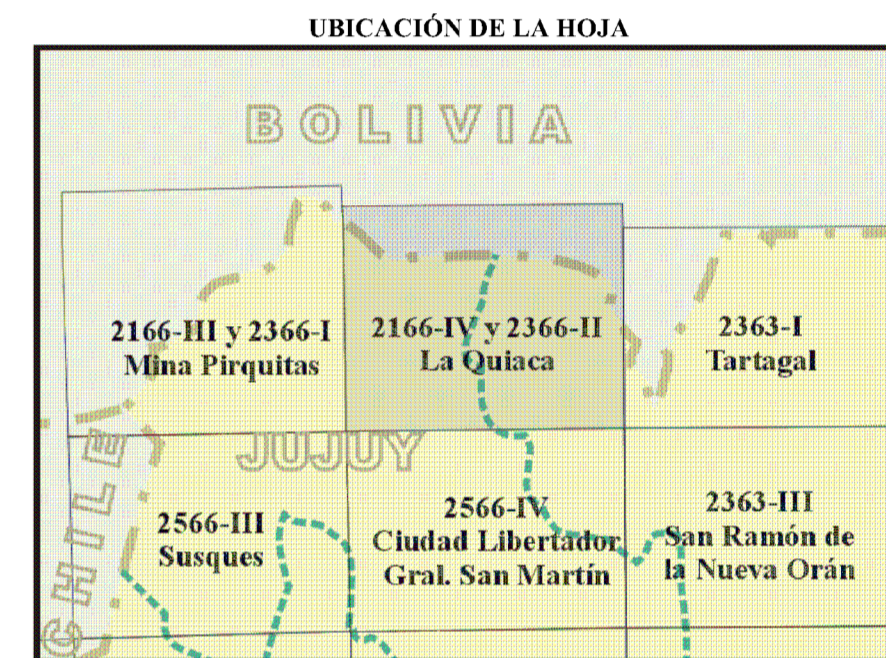 UBICACIÓN DE LA HOJA
BOLIVIA
2166-III y 2366-I
Mina Pirquitas
2166-IV y 2366-II
La Quiaca
2363-I
Tartagal
JUJUY
CHILE
2566-III
Susques
2566-IV
Ciudad Libertador
Gral. San Martín
2363-III
San Ramón de
la Nueva Orán